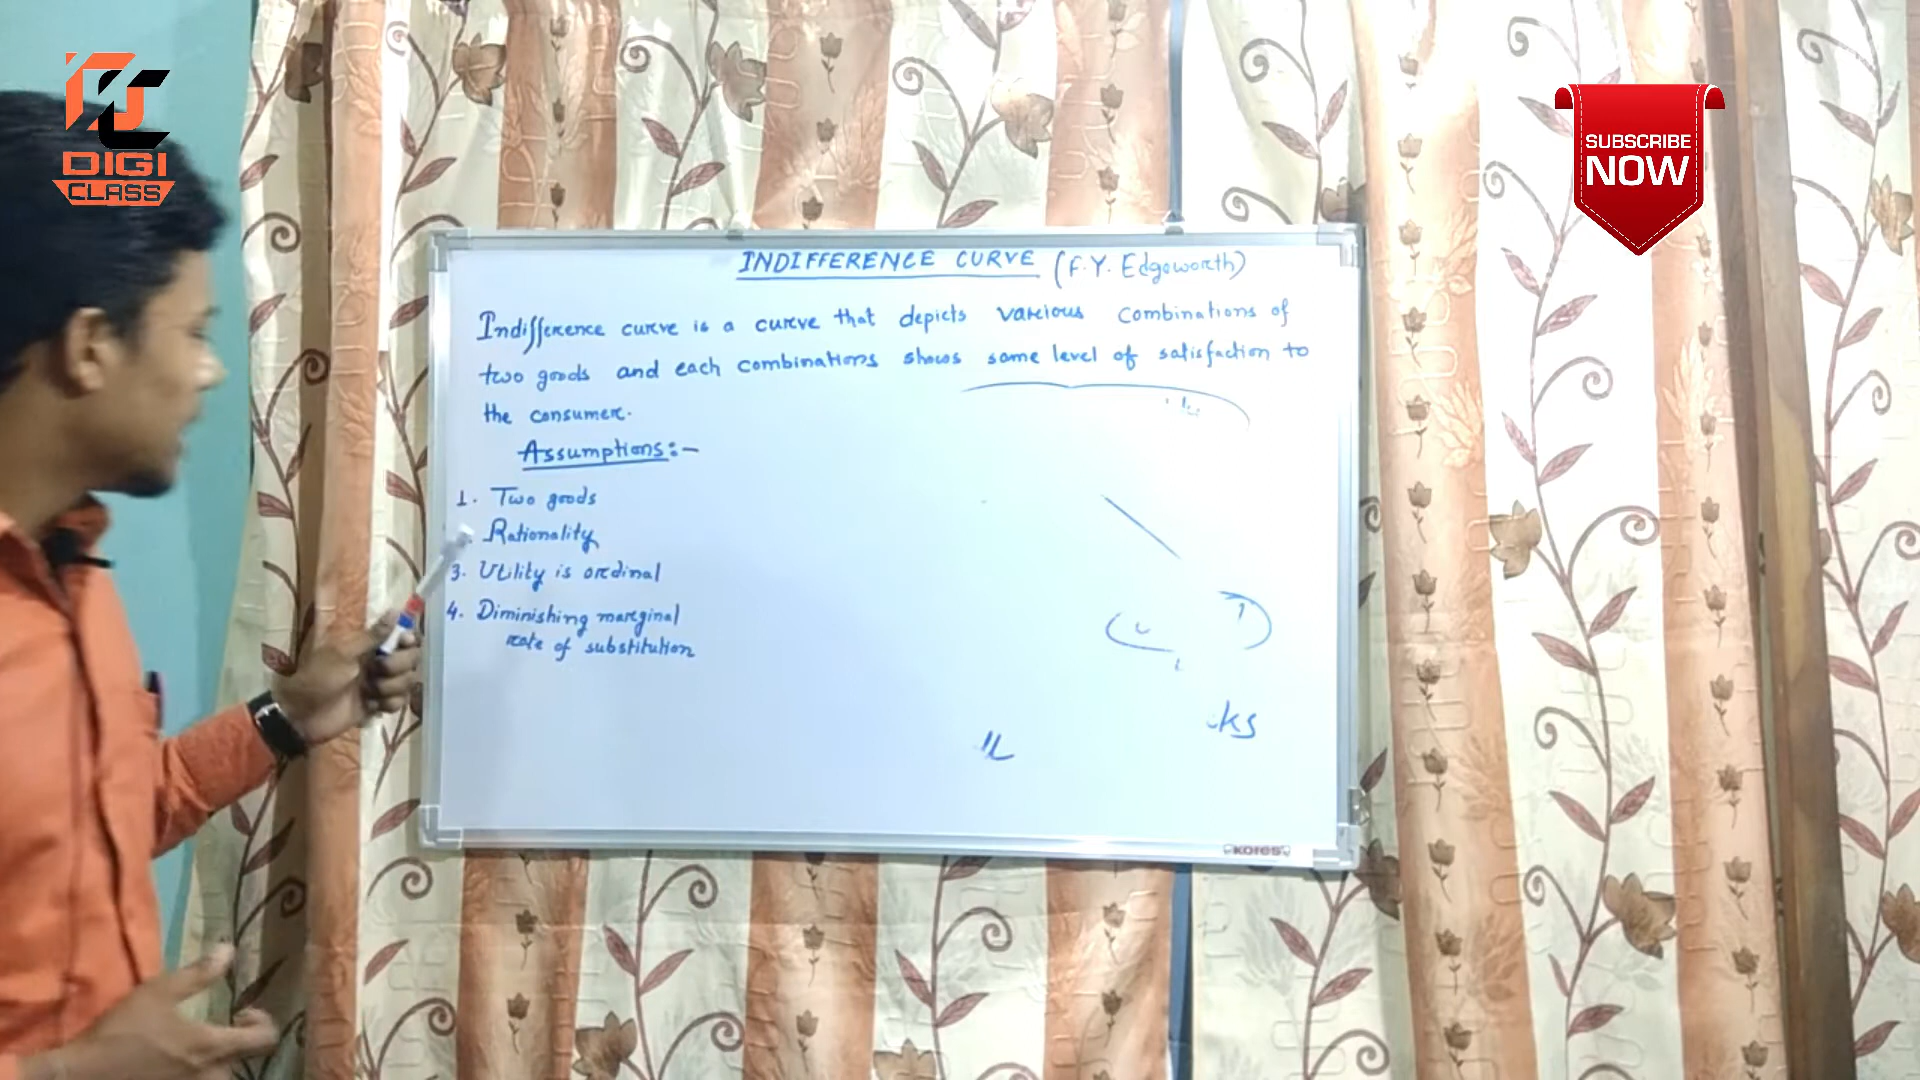 DIGI
CLASS
SUBSCRIBE
NOW
INDIFFERENCE CURVE (F.Y. Edgeworth)
Indifference curve is a curve that depicts various combinations of
two goods and each combinations shows same level of satisfaction to
the consumer.
Assumptions:-
1. Two goods
Rationality
3. Utility is ordinal
4. Diminishing marginal
rate of substitution
ks
kores